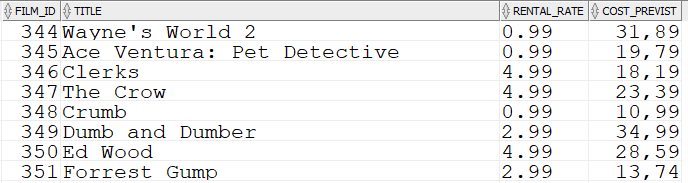 FILM_ID TITLE RENTAL_RATE COST_PREVIST
344 Wayne's World 2 0.99 31,89
345 Ace Ventura: Pet Detective 0.99 19,79
346 Clerks 4.99 18,19
347 The Crow 4.99 23,39
348 Crumb 0.99 10,99
349 Dumb and Dumber 2.99 34,99
350 Ed Wood 4.99 28,59
351 Forrest Gump 2.99 13,74